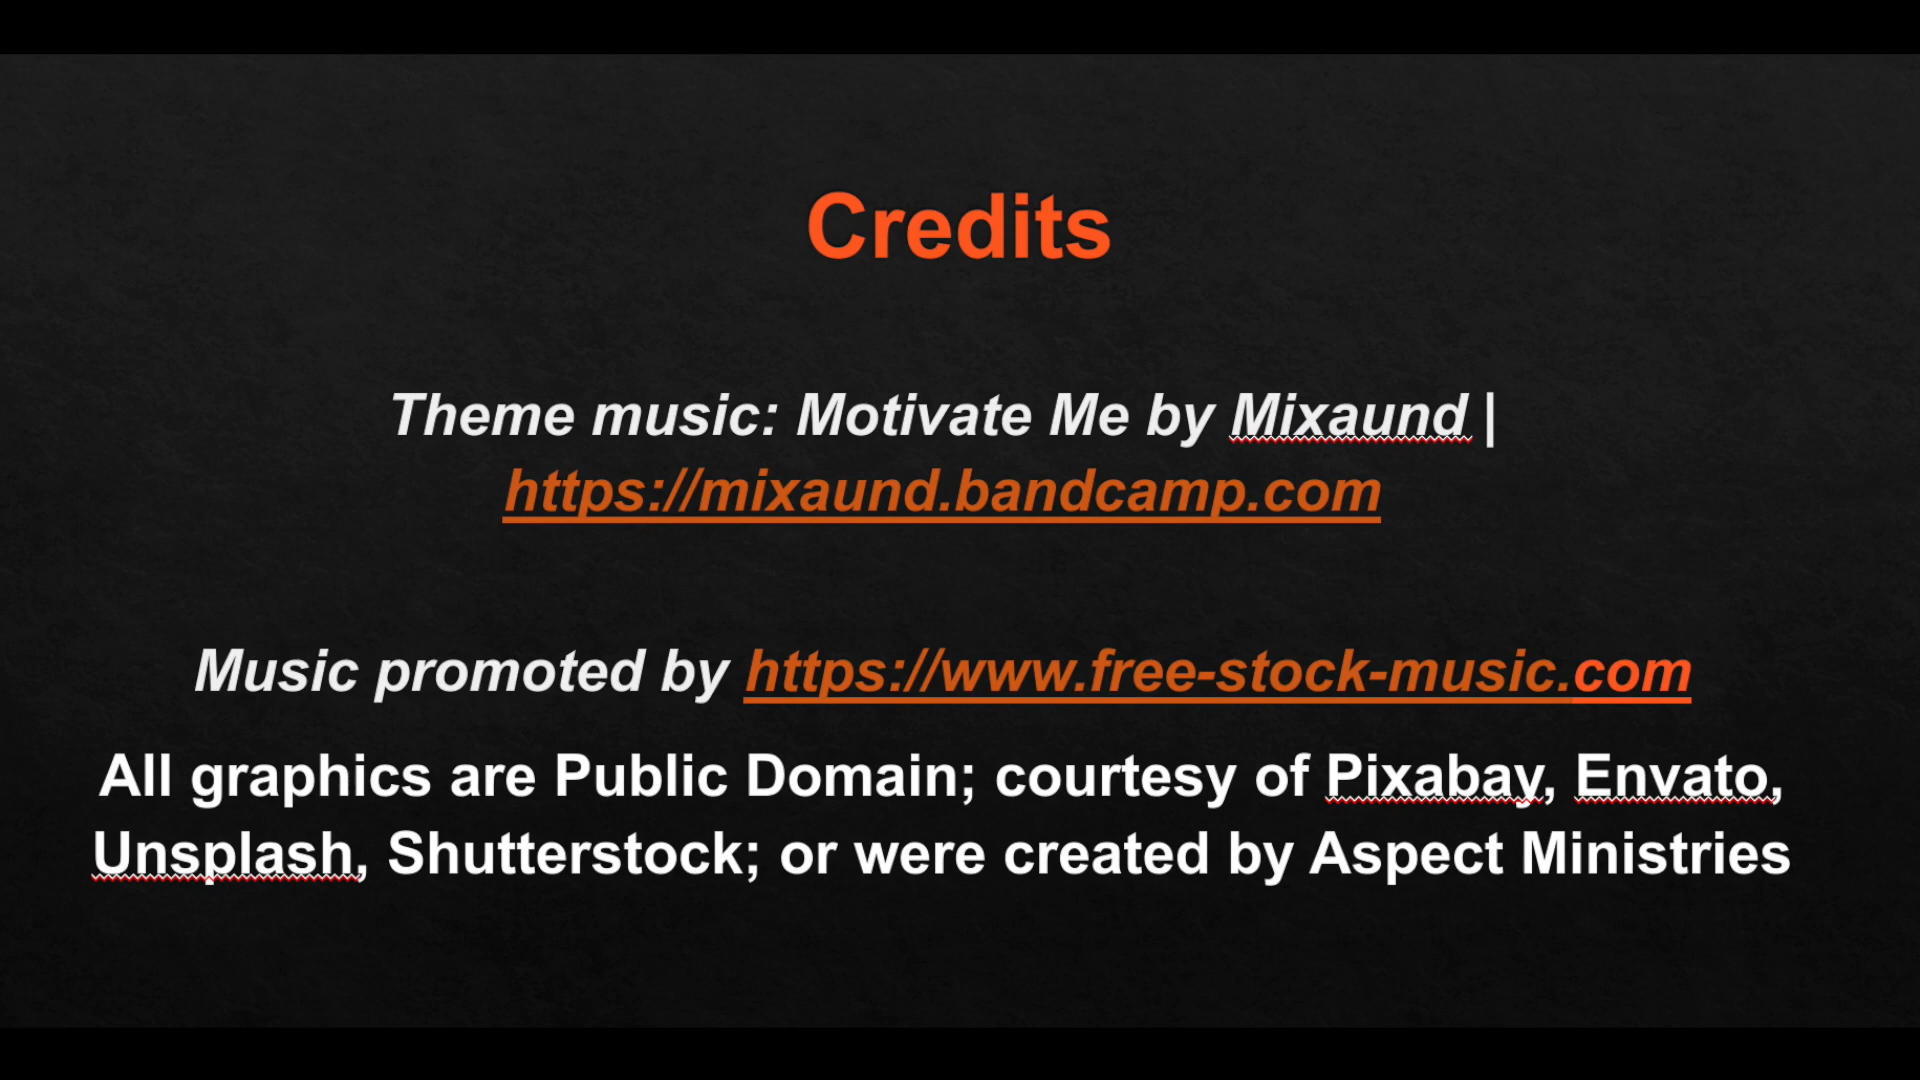 Credits
Theme music: Motivate Me by Mixaund |
https://mixaund.bandcamp.com
Music promoted by https://www.free-stock-music.com
All graphics are Public Domain; courtesy of Pixabay, Envato,
Unsplash, Shutterstock; or were created by Aspect Ministries